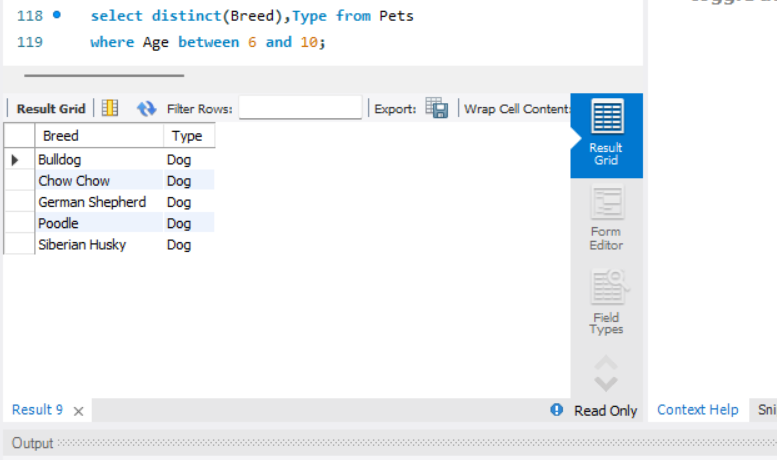 118 select distinct(Breed),Type from Pets
119 where Age between 6 and 10;
Result Grid Filter Rows: Export: Wrap Cell Content:
Breed Type
Bulldog Dog
Chow Chow Dog
German Shepherd Dog
Poodle Dog
Siberian Husky Dog
Result
Grid
Form
Editor
Field
Types
Result 9 Read Only Context Help Sni
Output